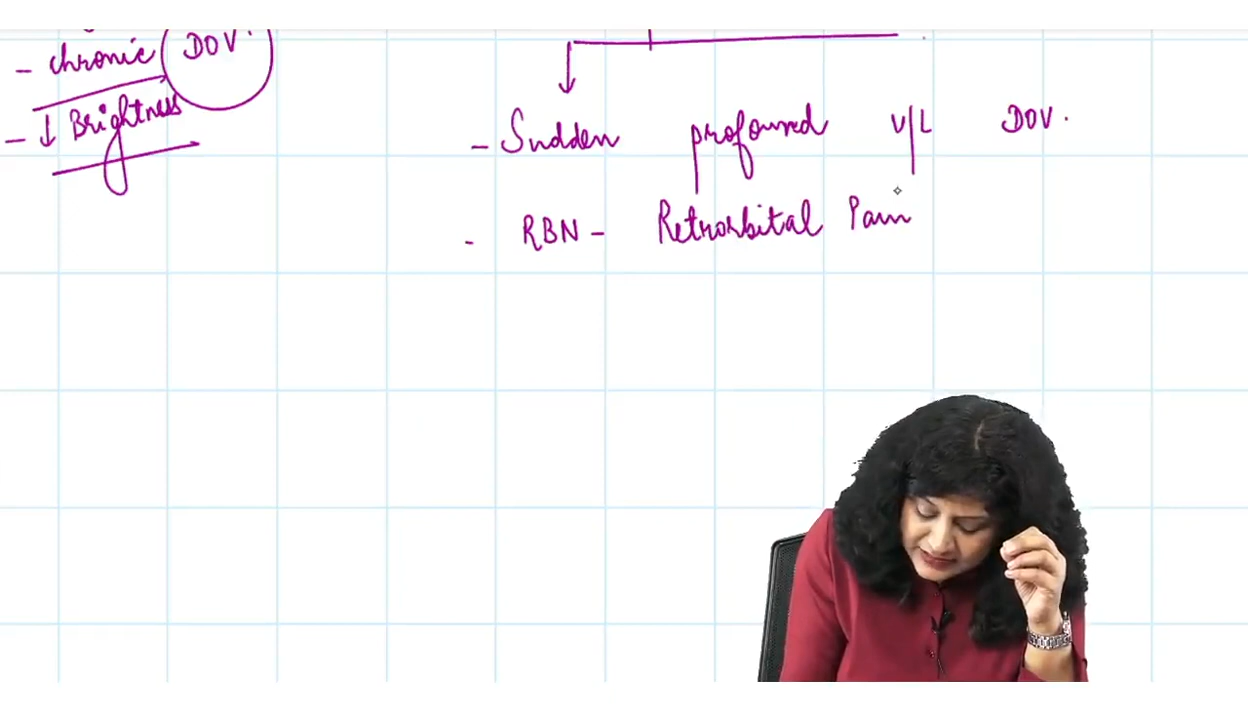 - chronic DOV.
- ↓ Brightness
- Sudden profound U/L DOV.
- RBN - Retrorbital Pain